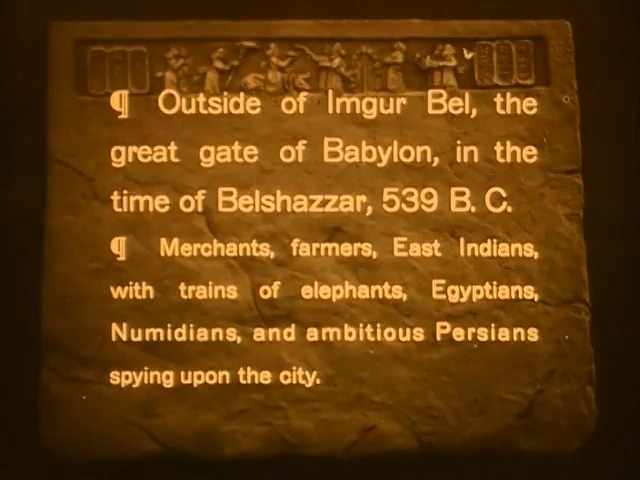 ¶ Outside of Imgur Bel, the
great gate of Babylon, in the
time of Belshazzar, 539 B. C.
¶ Merchants, farmers, East Indians,
with trains of elephants, Egyptians,
Numidians, and ambitious Persians
spying upon the city.